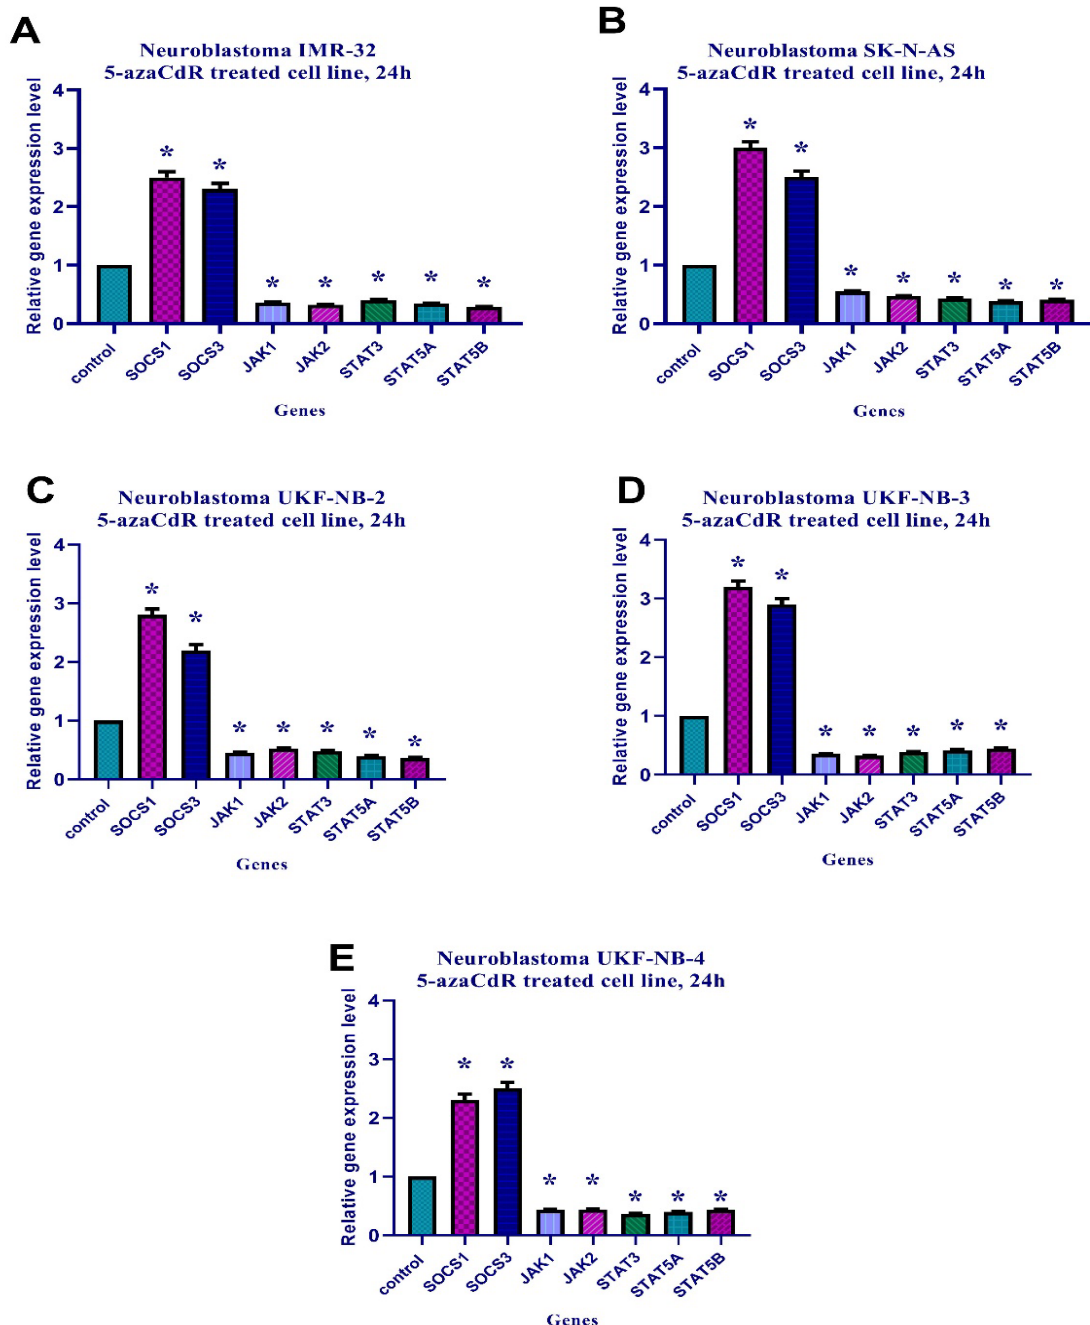 A
Neuroblastoma IMR-32
5-azaCdR treated cell line, 24h
Relative gene expression level
4
3
2
1
0
* * * * * * *
control SOCS1 SOCS3 JAK1 JAK2 STAT3 STAT5A STAT5B
Genes
B
Neuroblastoma SK-N-AS
5-azaCdR treated cell line, 24h
Relative gene expression level
4
3
2
1
0
* * * * * * *
control SOCS1 SOCS3 JAK1 JAK2 STAT3 STAT5A STAT5B
Genes
C
Neuroblastoma UKF-NB-2
5-azaCdR treated cell line, 24h
Relative gene expression level
4
3
2
1
0
* * * * * * *
control SOCS1 SOCS3 JAK1 JAK2 STAT3 STAT5A STAT5B
Genes
D
Neuroblastoma UKF-NB-3
5-azaCdR treated cell line, 24h
Relative gene expression level
4
3
2
1
0
* * * * * * *
control SOCS1 SOCS3 JAK1 JAK2 STAT3 STAT5A STAT5B
Genes
E
Neuroblastoma UKF-NB-4
5-azaCdR treated cell line, 24h
Relative gene expression level
4
3
2
1
0
* * * * * * *
control SOCS1 SOCS3 JAK1 JAK2 STAT3 STAT5A STAT5B
Genes